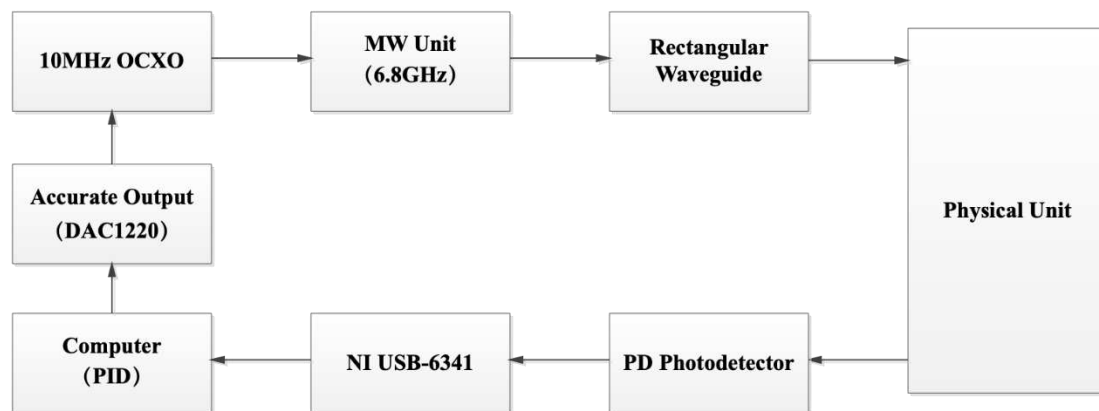 10MHz OCXO
MW Unit
（6.8GHz）
Rectangular
Waveguide
Accurate Output
（DAC1220）
Physical Unit
Computer
（PID）
NI USB-6341
PD Photodetector